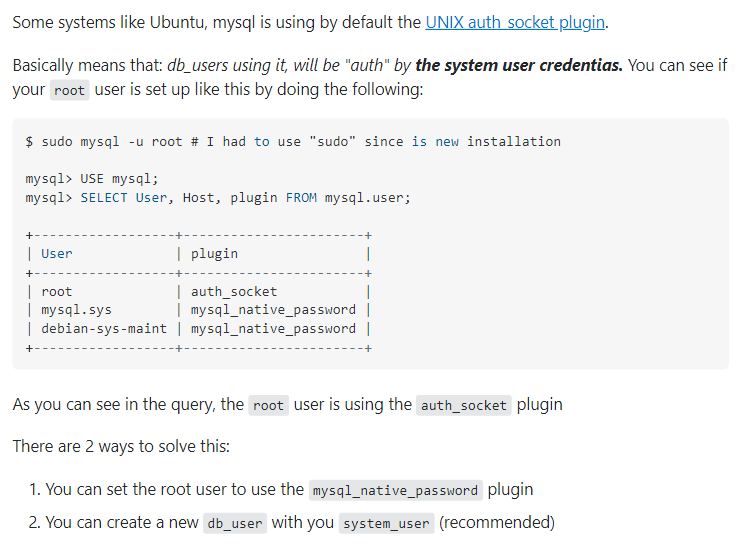 Some systems like Ubuntu, mysql is using by default the UNIX auth_socket plugin.
Basically means that: db_users using it, will be "auth" by the system user credentias. You can see if
your root user is set up like this by doing the following:
$ sudo mysql -u root # I had to use "sudo" since is new installation
mysql> USE mysql;
mysql> SELECT User, Host, plugin FROM mysql.user;
+------------------+-----------------------+
| User             | plugin                |
+------------------+-----------------------+
| root             | auth_socket           |
| mysql.sys        | mysql_native_password |
| debian-sys-maint | mysql_native_password |
+------------------+-----------------------+
As you can see in the query, the root user is using the auth_socket plugin
There are 2 ways to solve this:
1. You can set the root user to use the mysql_native_password plugin
2. You can create a new db_user with you system_user (recommended)